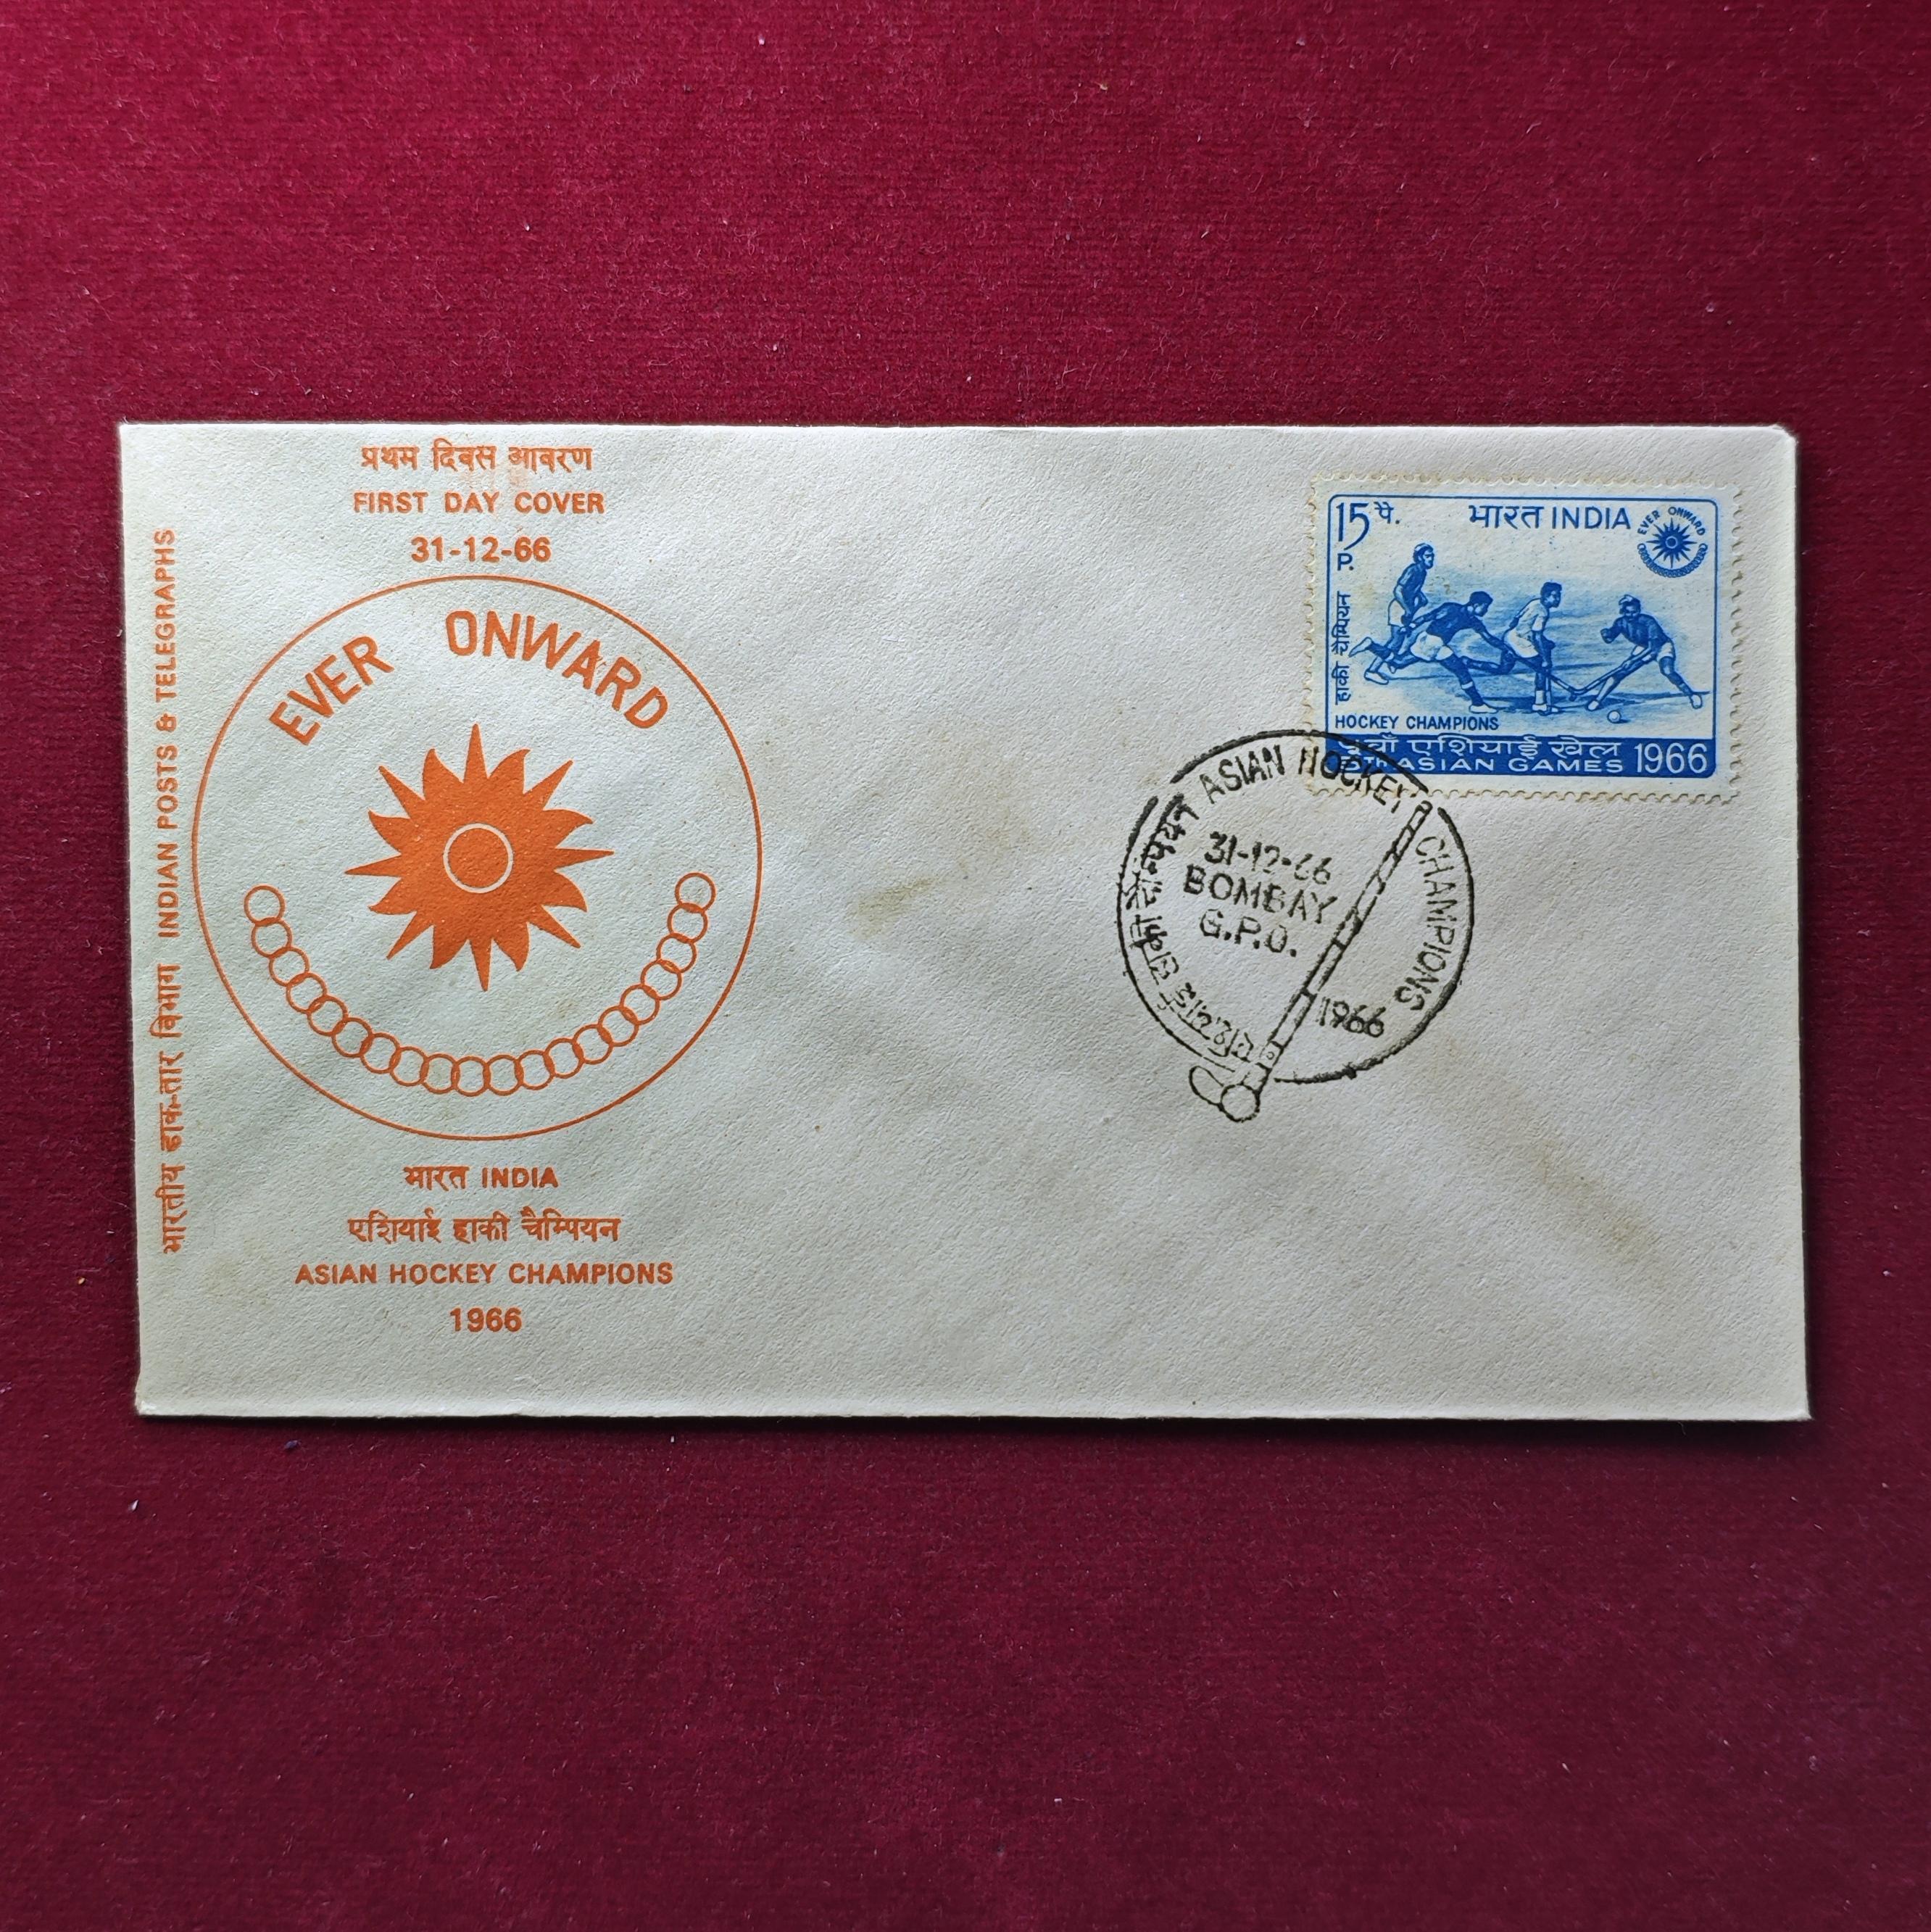 प्रथम दिवस आवरण
FIRST DAY COVER
31-12-66
EVER ONWARD
भारत INDIA
एशियाई हाकी चैम्पियन
ASIAN HOCKEY CHAMPIONS
1966
भारतीय डाक-तार विभाग INDIAN POSTS & TELEGRAPHS
15 पै.
P.
भारत INDIA
EVER ONWARD
हाकी चैम्पियन
HOCKEY CHAMPIONS
एशियाई खेल 1966
ASIAN GAMES
ASIAN HOCKEY CHAMPIONS
1966
31-12-66
BOMBAY
G.P.O.